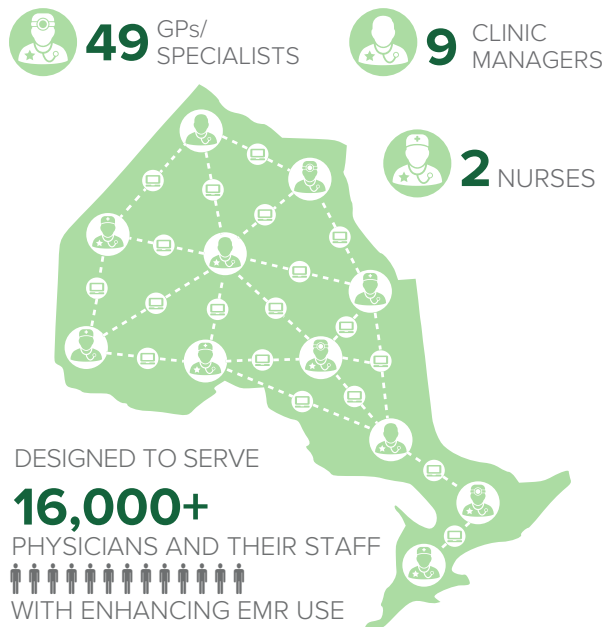 49 GPs/
SPECIALISTS
9 CLINIC
MANAGERS
2 NURSES
DESIGNED TO SERVE
16,000+
PHYSICIANS AND THEIR STAFF
WITH ENHANCING EMR USE